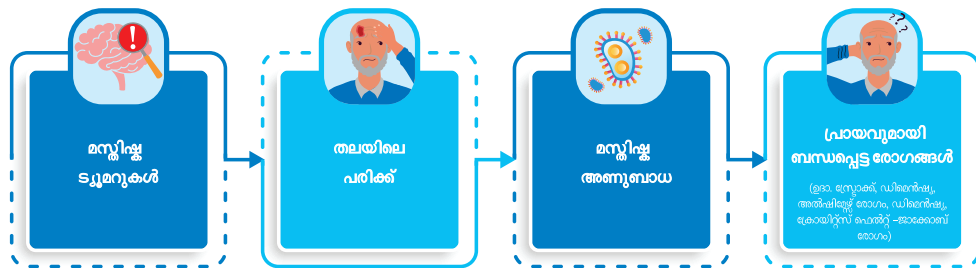 മസ്തിഷ്ക
ട്യൂമറുകൾ
തലയിലെ
പരിക്ക്
മസ്തിഷ്ക
അണുബാധ
പ്രായവുമായി
ബന്ധപ്പെട്ട രോഗങ്ങൾ
(ഉദാ. സ്ട്രോക്ക്, ഡിമെൻഷ്യ,
അൽഷിമേഴ്സ് രോഗം, ഡിമെൻഷ്യ,
ക്രോയിറ്റ്സ് ഫെൽറ്റ് –ജാക്കോബ്
രോഗം)